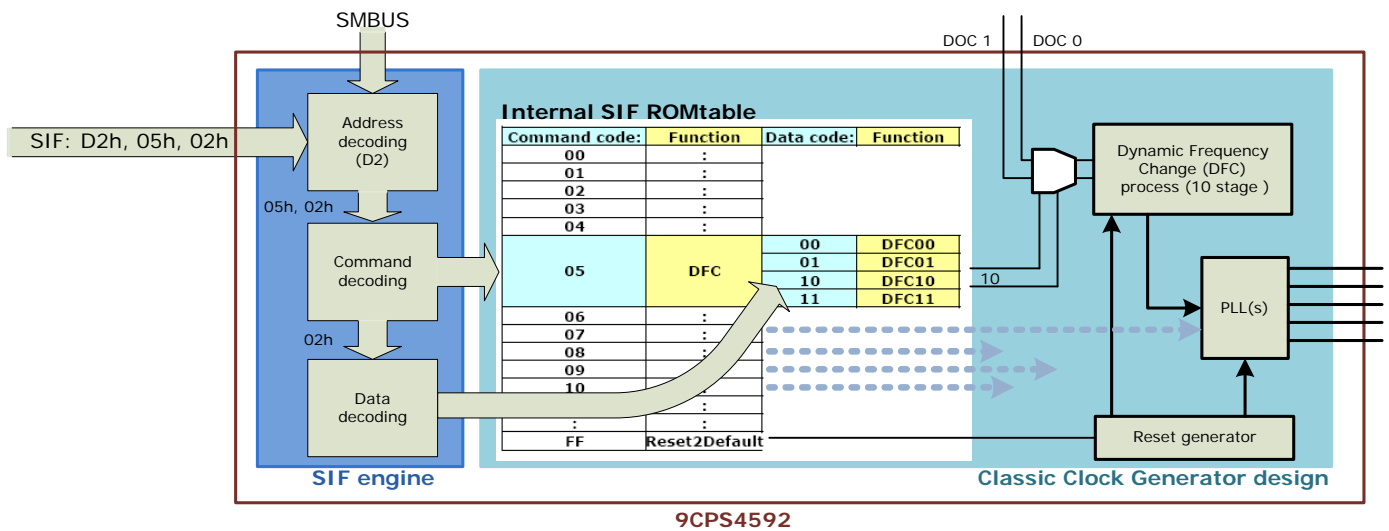 SMBUS
DOC 1
DOC 0
SIF: D2h, 05h, 02h
Address
decoding
(D2)
05h, 02h
Command
decoding
02h
Data
decoding
SIF engine
Internal SIF ROMtable
Command code: Function Data code: Function
00 :
01 :
02 :
03 :
04 :
05 DFC
00 DFC00
01 DFC01
10 DFC10
11 DFC11
06 :
07 :
08 :
09
10
:
: :
FF Reset2Default
10
Dynamic Frequency
Change (DFC)
process (10 stage )
PLL(s)
Reset generator
Classic Clock Generator design
9CPS4592